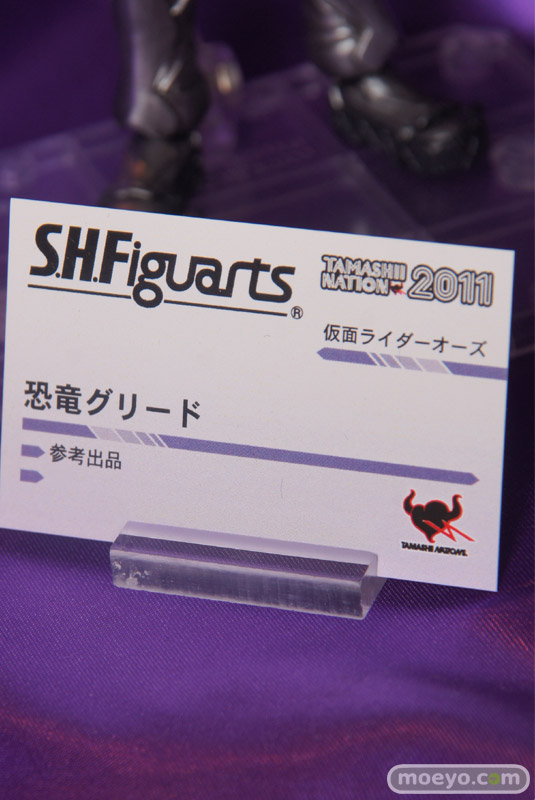 S.H.Figuarts®
TAMASHII NATION 2011
仮面ライダーオーズ
恐竜グリード
参考出品
TAMASHII NATIONS
moeyo.com